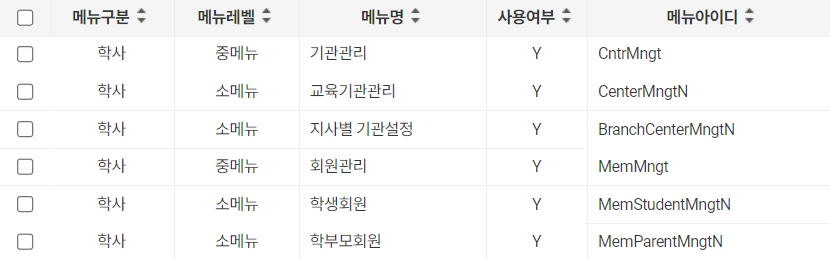 메뉴구분 메뉴레벨 메뉴명 사용여부 메뉴아이디
학사 중메뉴 기관관리 Y CntrMngt
학사 소메뉴 교육기관관리 Y CenterMngtN
학사 소메뉴 지사별 기관설정 Y BranchCenterMngtN
학사 중메뉴 회원관리 Y MemMngt
학사 소메뉴 학생회원 Y MemStudentMngtN
학사 소메뉴 학부모회원 Y MemParentMngtN